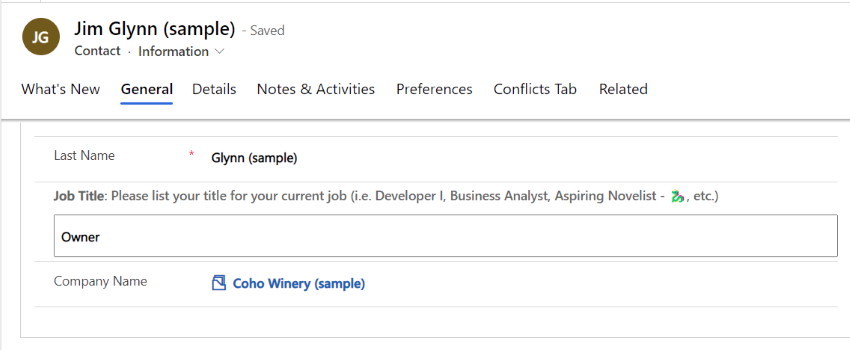 JG
Jim Glynn (sample) - Saved
Contact · Information
What's New General Details Notes & Activities Preferences Conflicts Tab Related
Last Name * Glynn (sample)
Job Title: Please list your title for your current job (i.e. Developer I, Business Analyst, Aspiring Novelist - 🐉, etc.)
Owner
Company Name Coho Winery (sample)